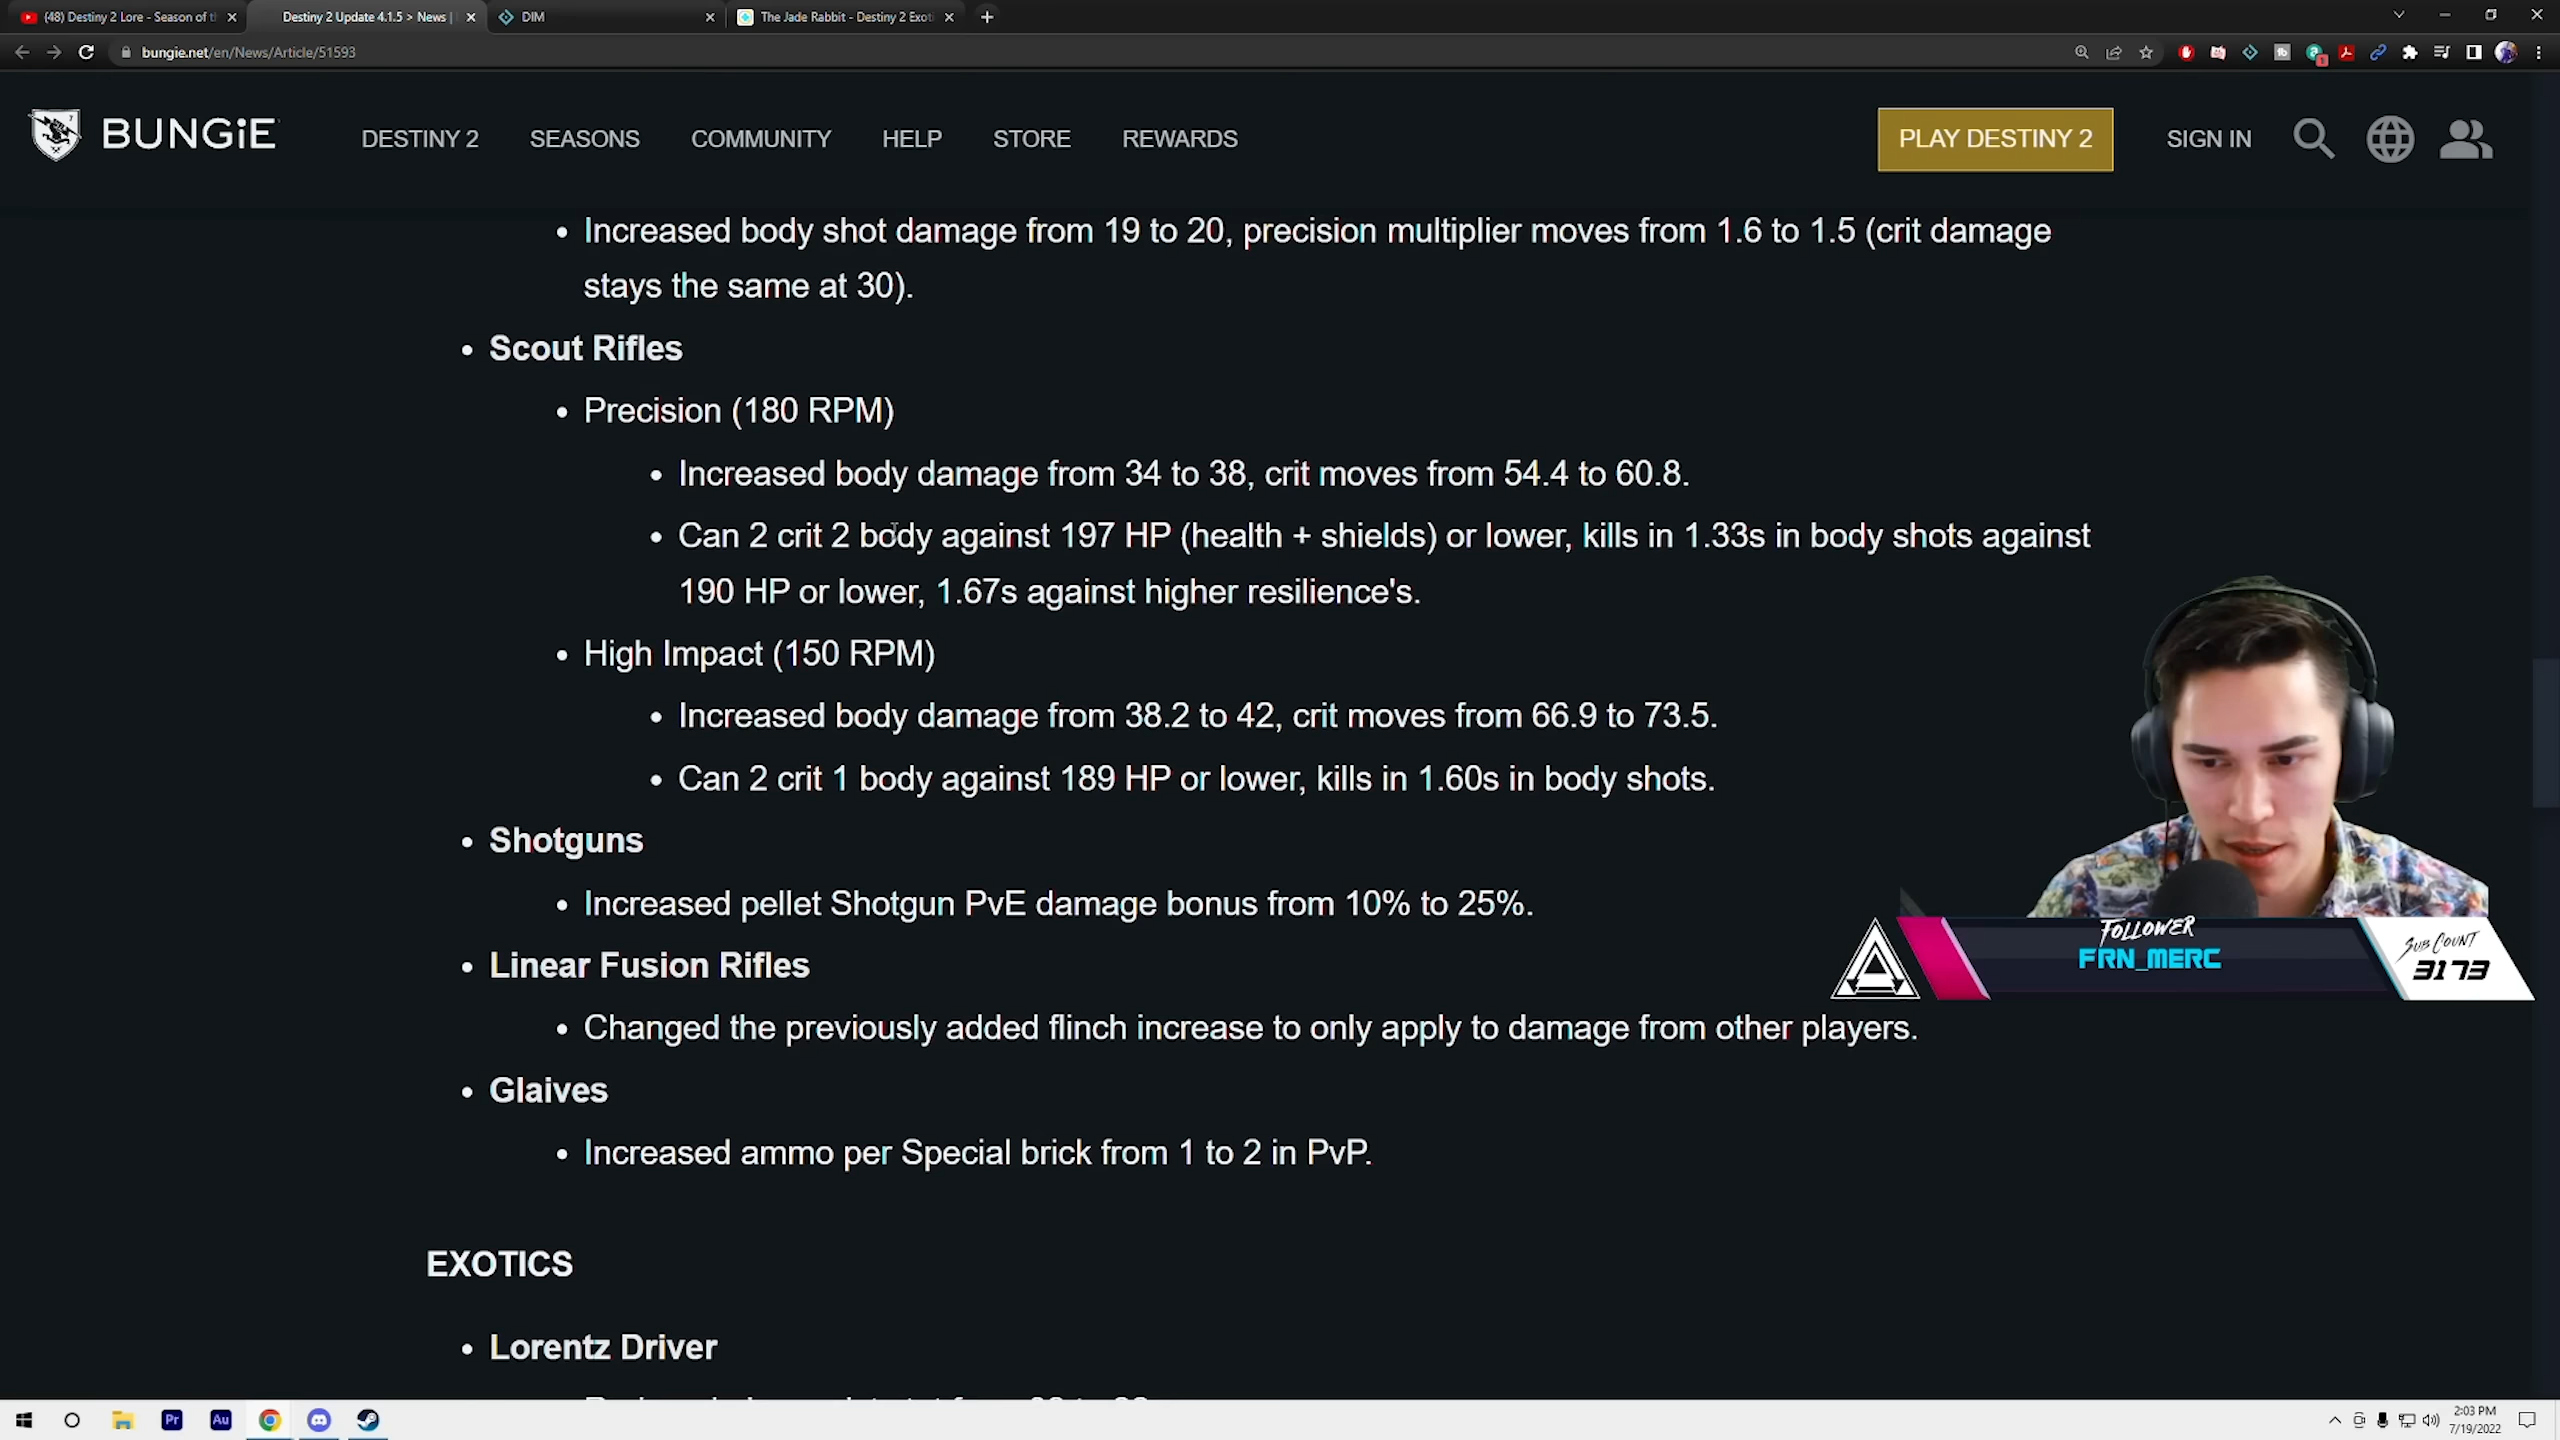 (48) Destiny 2 Lore - Season of th
Destiny 2 Update 4.1.5 > News |
DIM
The Jade Rabbit - Destiny 2 Exoti
bungie.net/en/News/Article/51593
BUNGiE
DESTINY 2
SEASONS
COMMUNITY
HELP
STORE
REWARDS
PLAY DESTINY 2
SIGN IN
• Increased body shot damage from 19 to 20, precision multiplier moves from 1.6 to 1.5 (crit damage
stays the same at 30).
• Scout Rifles
• Precision (180 RPM)
• Increased body damage from 34 to 38, crit moves from 54.4 to 60.8.
• Can 2 crit 2 body against 197 HP (health + shields) or lower, kills in 1.33s in body shots against
190 HP or lower, 1.67s against higher resilience's.
• High Impact (150 RPM)
• Increased body damage from 38.2 to 42, crit moves from 66.9 to 73.5.
• Can 2 crit 1 body against 189 HP or lower, kills in 1.60s in body shots.
• Shotguns
• Increased pellet Shotgun PvE damage bonus from 10% to 25%.
• Linear Fusion Rifles
• Changed the previously added flinch increase to only apply to damage from other players.
• Glaives
• Increased ammo per Special brick from 1 to 2 in PvP.
EXOTICS
• Lorentz Driver
FOLLOWER
FRN_MERC
SUB COUNT
3173
Pr
Au
2:03 PM
7/19/2022